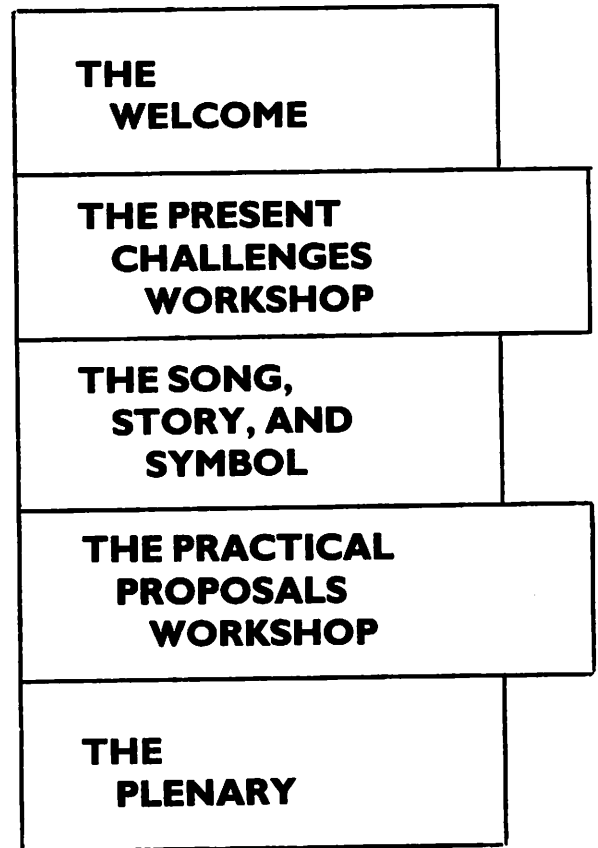 THE
WELCOME
THE PRESENT
CHALLENGES
WORKSHOP
THE SONG,
STORY, AND
SYMBOL
THE PRACTICAL
PROPOSALS
WORKSHOP
THE
PLENARY